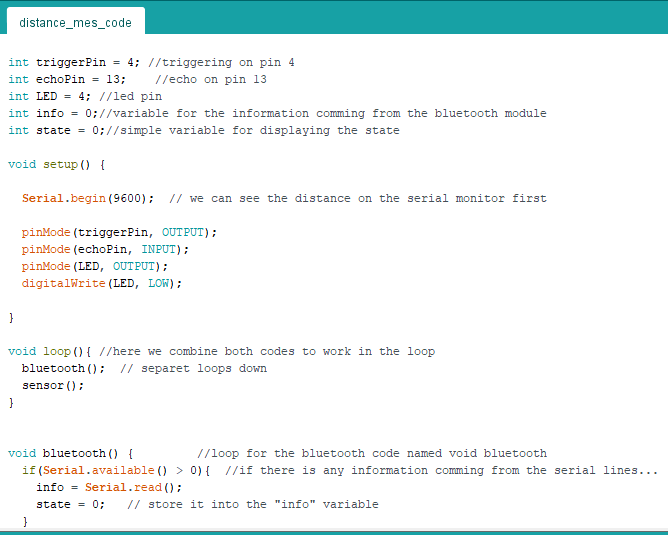 distance_mes_code
int triggerPin = 4; //triggering on pin 4
int echoPin = 13;    //echo on pin 13
int LED = 4; //led pin
int info = 0;//variable for the information comming from the bluetooth module
int state = 0;//simple variable for displaying the state
void setup() {
  Serial.begin(9600);  // we can see the distance on the serial monitor first
  pinMode(triggerPin, OUTPUT);
  pinMode(echoPin, INPUT);
  pinMode(LED, OUTPUT);
  digitalWrite(LED, LOW);
}
void loop(){ //here we combine both codes to work in the loop
  bluetooth();  // separet loops down
  sensor();
}
void bluetooth() {         //loop for the bluetooth code named void bluetooth
  if(Serial.available() > 0){  //if there is any information comming from the serial lines...
    info = Serial.read();
    state = 0;   // store it into the "info" variable
  }